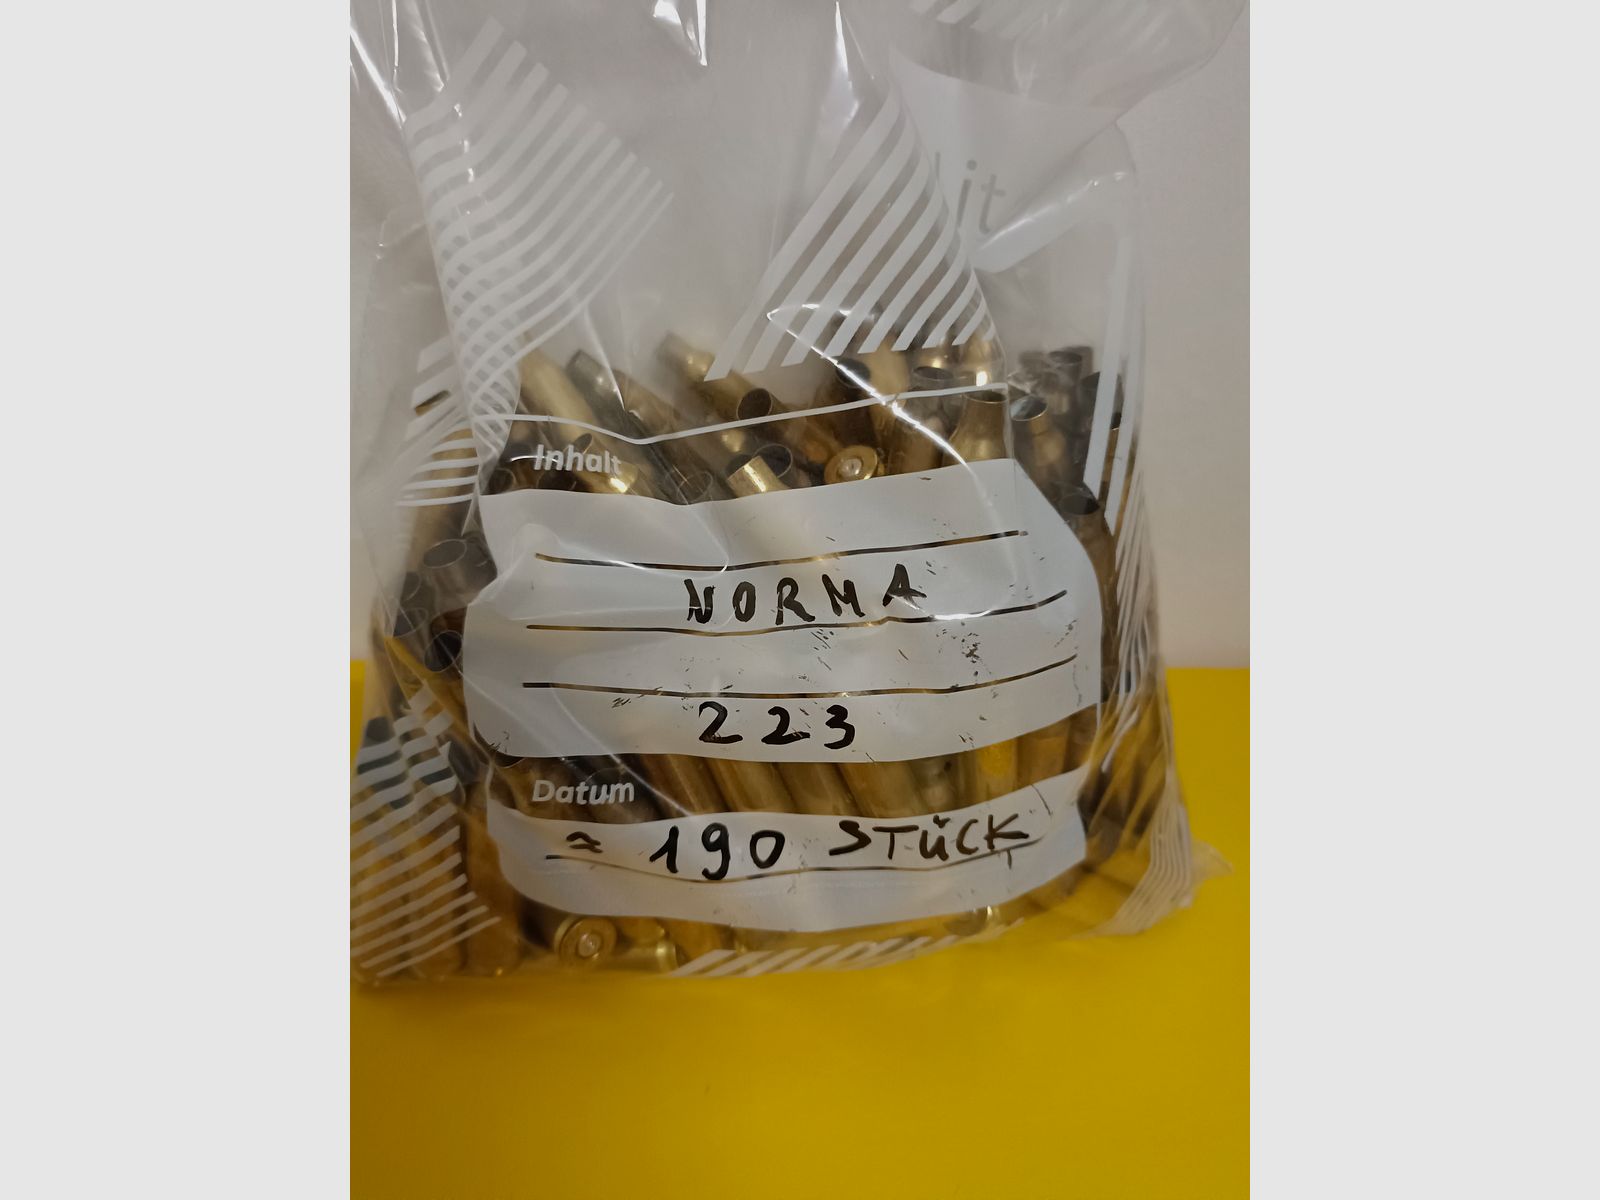 Inhalt
NORMA
223
Datum
≈ 190 STÜCK